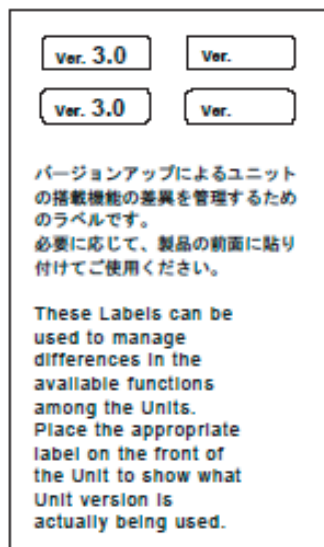 Ver. 3.0 Ver.
Ver. 3.0 Ver.
バージョンアップによるユニット
の搭載機能の差異を管理するため
のラベルです。
必要に応じて、製品の前面に貼り
付けてご使用ください。
These Labels can be
used to manage
differences in the
available functions
among the Units.
Place the appropriate
label on the front of
the Unit to show what
Unit version is
actually being used.